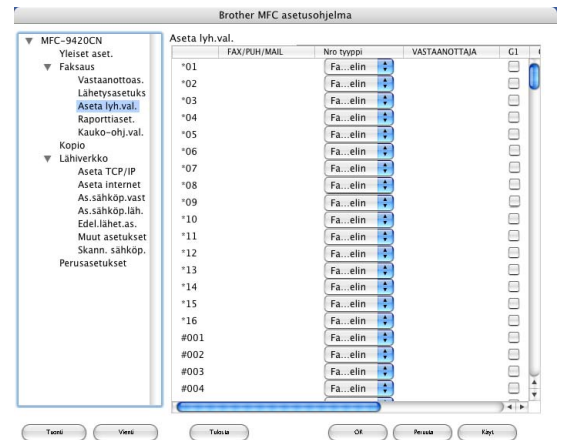 Brother MFC asetusohjelma
MFC-9420CN
Yleiset aset.
Faksaus
Vastaanottoas.
Lähetysasetuks
Aseta lyh.val.
Raporttiaset.
Kauko-ohj.val.
Kopio
Lähiverkko
Aseta TCP/IP
Aseta internet
As.sähköp.vast
As.sähköp.läh.
Edel.lähet.as.
Muut asetukset
Skann. sähköp.
Perusasetukset
Aseta lyh.val.
FAX/PUH/MAIL Nro tyyppi VASTAANOTTAJA G1
*01 Fa...elin
*02 Fa...elin
*03 Fa...elin
*04 Fa...elin
*05 Fa...elin
*06 Fa...elin
*07 Fa...elin
*08 Fa...elin
*09 Fa...elin
*10 Fa...elin
*11 Fa...elin
*12 Fa...elin
*13 Fa...elin
*14 Fa...elin
*15 Fa...elin
*16 Fa...elin
#001 Fa...elin
#002 Fa...elin
#003 Fa...elin
#004 Fa...elin
Tuonti Vienti Tulosta OK Peruuta Käyt